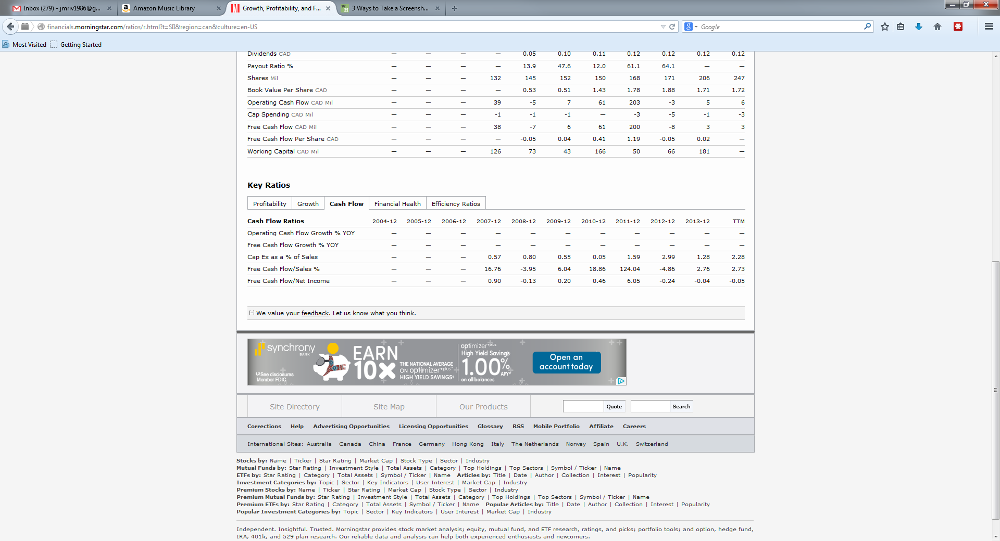 Inbox (279) - jmriv1986@g...
Amazon Music Library
Growth, Profitability, and F...
3 Ways to Take a Screensh...
financials.morningstar.com/ratios/r.html?t=SII&region=can&culture=en-US
Google
Most Visited Getting Started
Dividends CAD — — — — 0.05 0.10 0.11 0.12 0.12 0.12 0.12
Payout Ratio % — — — — 13.9 47.6 12.0 61.1 64.1 — —
Shares Mil — — — 132 145 152 150 168 171 206 247
Book Value Per Share CAD — — — — 0.53 0.51 1.43 1.78 1.88 1.71 1.72
Operating Cash Flow CAD Mil — — — 39 -5 7 61 203 -3 5 6
Cap Spending CAD Mil — — — -1 -1 -1 — -3 -5 -1 -3
Free Cash Flow CAD Mil — — — 38 -7 6 61 200 -8 3 3
Free Cash Flow Per Share CAD — — — — -0.05 0.04 0.41 1.19 -0.05 0.02 —
Working Capital CAD Mil — — — 126 73 43 166 50 66 181 —
Key Ratios
Profitability Growth Cash Flow Financial Health Efficiency Ratios
Cash Flow Ratios 2004-12 2005-12 2006-12 2007-12 2008-12 2009-12 2010-12 2011-12 2012-12 2013-12 TTM
Operating Cash Flow Growth % YOY — — — — — — — — — — —
Free Cash Flow Growth % YOY — — — — — — — — — — —
Cap Ex as a % of Sales — — — 0.57 0.80 0.55 0.05 1.59 2.99 1.28 2.28
Free Cash Flow/Sales % — — — 16.76 -3.95 6.04 18.86 124.04 -4.86 2.76 2.73
Free Cash Flow/Net Income — — — 0.90 -0.13 0.20 0.46 6.05 -0.24 -0.04 -0.05
[-] We value your feedback. Let us know what you think.
synchrony
BANK
1,2See disclosures.
Member FDIC.
EARN
10X
THE NATIONAL AVERAGE
ON optimizer+plus
HIGH YIELD SAVINGS1
optimizer+plus
High Yield Savings
1.00%
APY2
on all balances
Open an
account today
Site Directory Site Map Our Products Quote Search
Corrections Help Advertising Opportunities Licensing Opportunities Glossary RSS Mobile Portfolio Affiliate Careers
International Sites: Australia Canada China France Germany Hong Kong Italy The Netherlands Norway Spain U.K. Switzerland
Stocks by: Name | Ticker | Star Rating | Market Cap | Stock Type | Sector | Industry
Mutual Funds by: Star Rating | Investment Style | Total Assets | Category | Top Holdings | Top Sectors | Symbol / Ticker | Name
ETFs by: Star Rating | Category | Total Assets | Symbol / Ticker | Name Articles by: Title | Date | Author | Collection | Interest | Popularity
Investment Categories by: Topic | Sector | Key Indicators | User Interest | Market Cap | Industry
Premium Stocks by: Name | Ticker | Star Rating | Market Cap | Stock Type | Sector | Industry
Premium Mutual Funds by: Star Rating | Investment Style | Total Assets | Category | Top Holdings | Top Sectors | Symbol / Ticker | Name
Premium ETFs by: Star Rating | Category | Total Assets | Symbol / Ticker | Name Popular Articles by: Title | Date | Author | Collection | Interest | Popularity
Popular Investment Categories by: Topic | Sector | Key Indicators | User Interest | Market Cap | Industry
Independent. Insightful. Trusted. Morningstar provides stock market analysis; equity, mutual fund, and ETF research, ratings, and picks; portfolio tools; and option, hedge fund,
IRA, 401k, and 529 plan research. Our reliable data and analysis can help both experienced enthusiasts and newcomers.